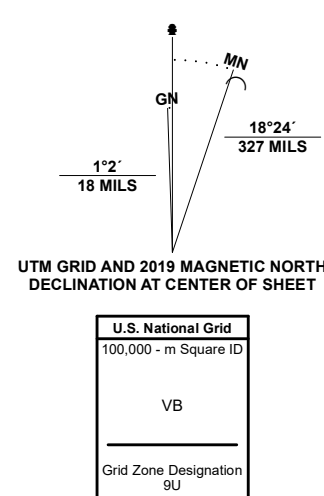 MN
GN
18°24´
327 MILS
1°2´
18 MILS
UTM GRID AND 2019 MAGNETIC NORTH
DECLINATION AT CENTER OF SHEET
U.S. National Grid
100,000 - m Square ID
VB
Grid Zone Designation
9U